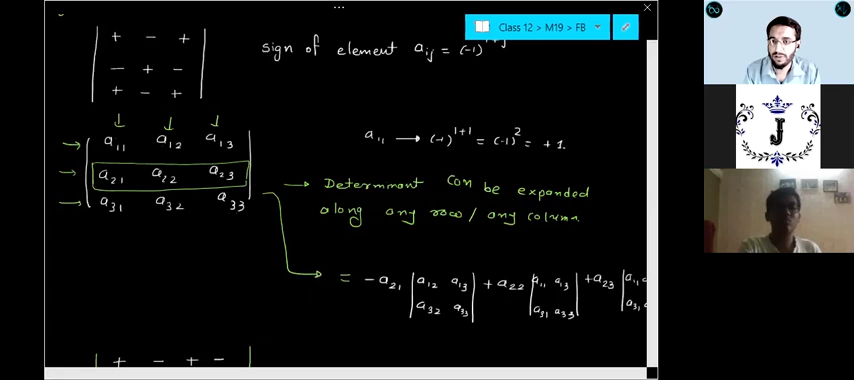 Class 12 > M19 > FB
| + − + |
| − + − |
| + − + |
sign of element aij = (-1)^i+j
a11 → (-1)^1+1 = (-1)^2 = +1.
a11 a12 a13
a21 a22 a23
a31 a32 a33
→ Determinant can be expanded
along any row / any column
= − a21 | a12 a13 | + a22 | a11 a13 | + a23 | a11
| a32 a33 | | a31 a33 | | a31
| + − + − |
J